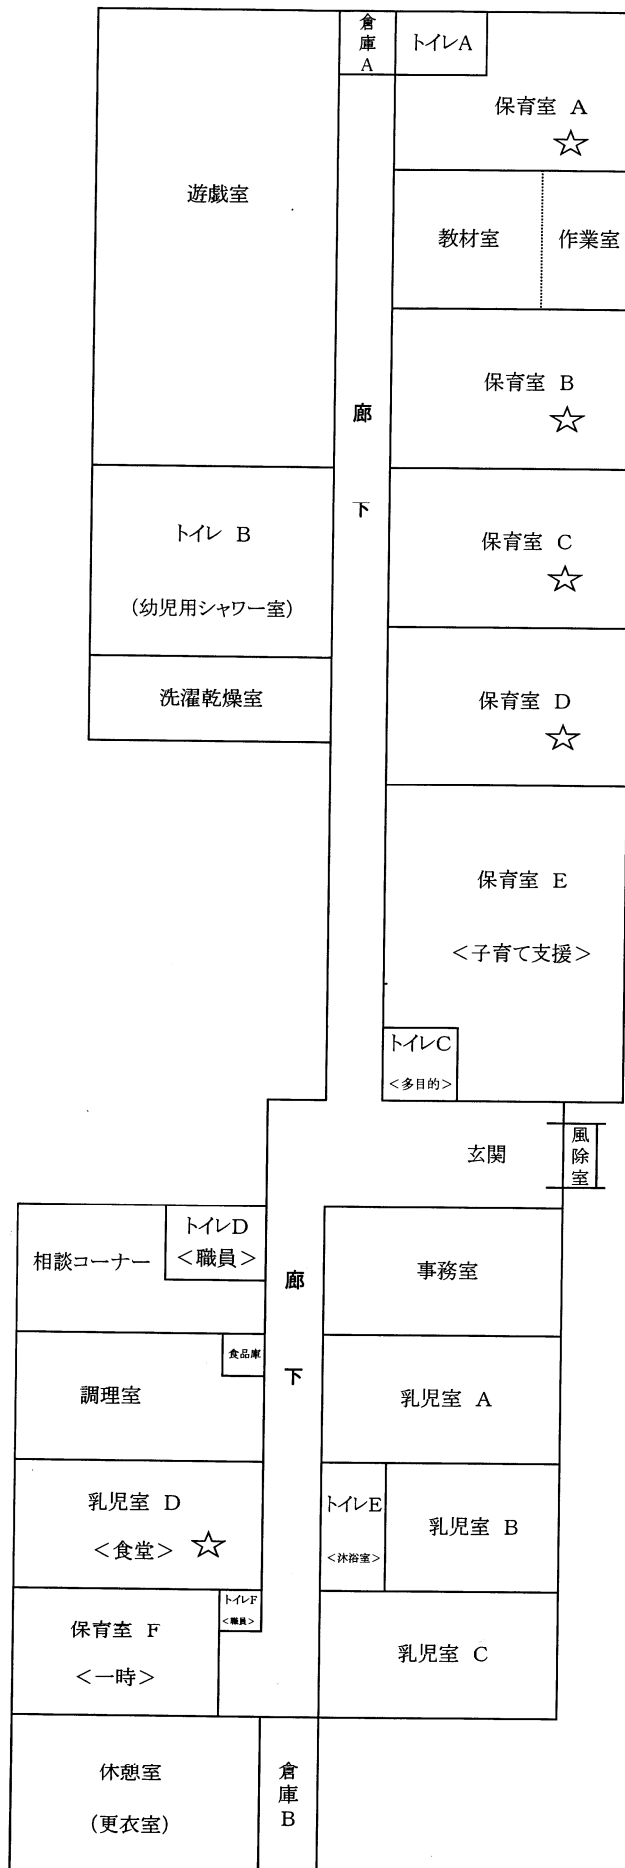 倉庫A
トイレA
保育室 A
☆
遊戯室
教材室
作業室
保育室 B
☆
廊下
トイレ B
(幼児用シャワー室)
保育室 C
☆
洗濯乾燥室
保育室 D
☆
保育室 E
<子育て支援>
トイレC
<多目的>
玄関
風除室
相談コーナー
トイレD
<職員>
廊下
事務室
食品庫
調理室
乳児室 A
乳児室 D
<食堂> ☆
トイレE
<沐浴室>
乳児室 B
保育室 F
<一時>
トイレF
<職員>
乳児室 C
休憩室
(更衣室)
倉庫B